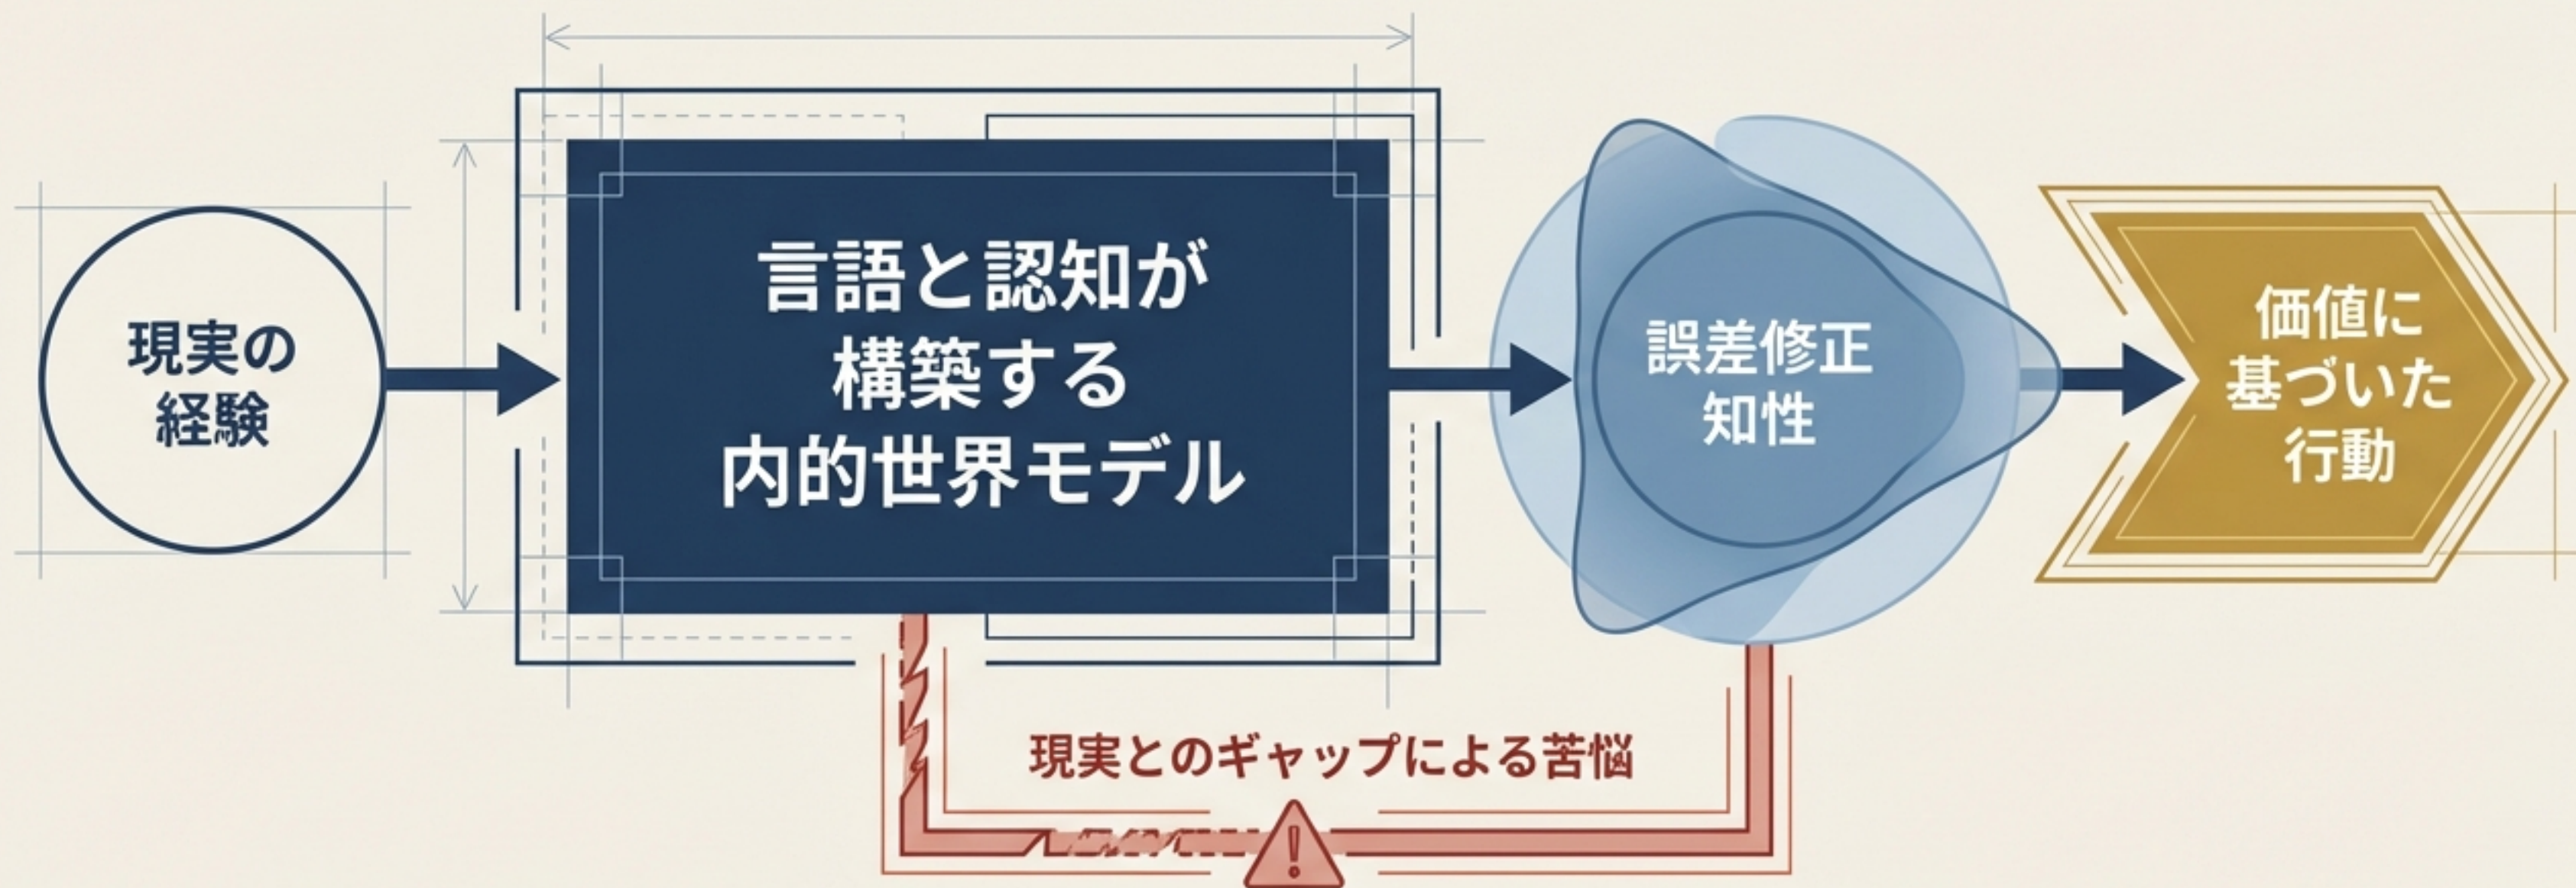 現実の
経験
言語と認知が
構築する
内的世界モデル
誤差修正
知性
価値に
基づいた
行動
現実とのギャップによる苦悩
!